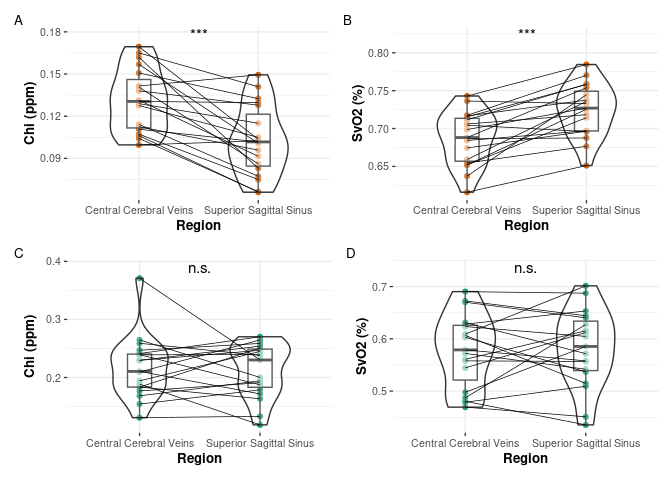 A
***
0.18
0.15
0.12
0.09
Chi (ppm)
Central Cerebral Veins Superior Sagittal Sinus
Region
B
***
0.80
0.75
0.70
0.65
SvO2 (%)
Central Cerebral Veins Superior Sagittal Sinus
Region
C
n.s.
0.4
0.3
0.2
Chi (ppm)
Central Cerebral Veins Superior Sagittal Sinus
Region
D
n.s.
0.7
0.6
0.5
SvO2 (%)
Central Cerebral Veins Superior Sagittal Sinus
Region